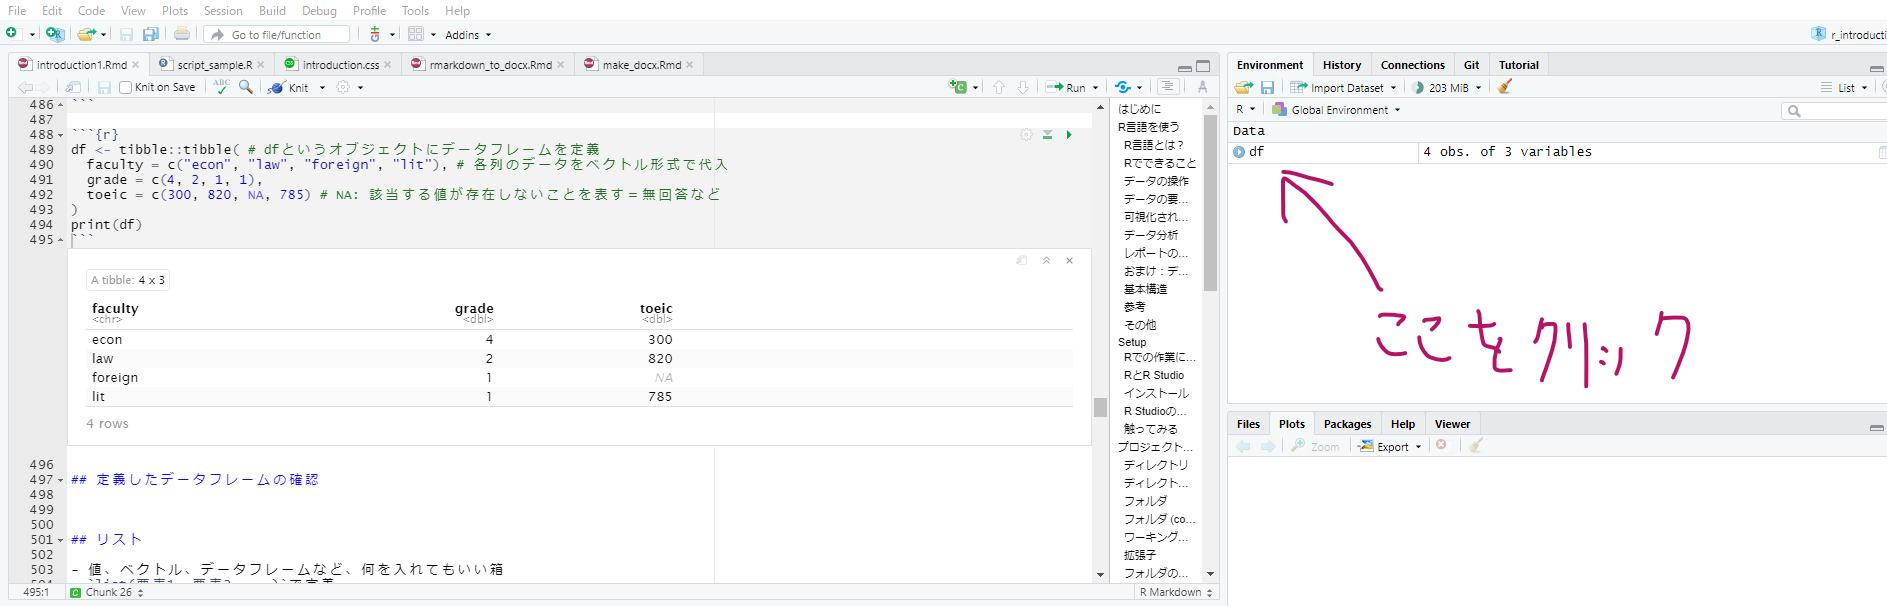 File Edit Code View Plots Session Build Debug Profile Tools Help
Go to file/function Addins r_introducti
introduction1.Rmd script_sample.R introduction.css rmarkdown_to_docx.Rmd make_docx.Rmd
Knit on Save ABC Knit Run
486 ```
487
488 ```{r}
489 df <- tibble::tibble( # dfというオブジェクトにデータフレームを定義
490 faculty = c("econ", "law", "foreign", "lit"), # 各列のデータをベクトル形式で代入
491 grade = c(4, 2, 1, 1),
492 toeic = c(300, 820, NA, 785) # NA: 該当する値が存在しないことを表す＝無回答など
493 )
494 print(df)
495 ```
A tibble: 4 x 3
faculty grade toeic
<chr> <dbl> <dbl>
econ 4 300
law 2 820
foreign 1 NA
lit 1 785
4 rows
496
497 ## 定義したデータフレームの確認
498
499
500
501 ## リスト
502
503 - 値、ベクトル、データフレームなど、何を入れてもいい箱
495:1 Chunk 26 R Markdown
はじめに
R言語を使う
R言語とは？
Rでできること
データの操作
データの要…
可視化され…
データ分析
レポートの…
おまけ：デ…
基本構造
参考
その他
Setup
Rでの作業に…
RとR Studio
インストール
R Studioの…
触ってみる
プロジェクト…
ディレクトリ
ディレクト…
フォルダ
フォルダ (co…
ワーキング…
拡張子
フォルダの…
Environment History Connections Git Tutorial
Import Dataset 203 MiB List
R Global Environment
Data
df 4 obs. of 3 variables
ここをクリック
Files Plots Packages Help Viewer
Zoom Export